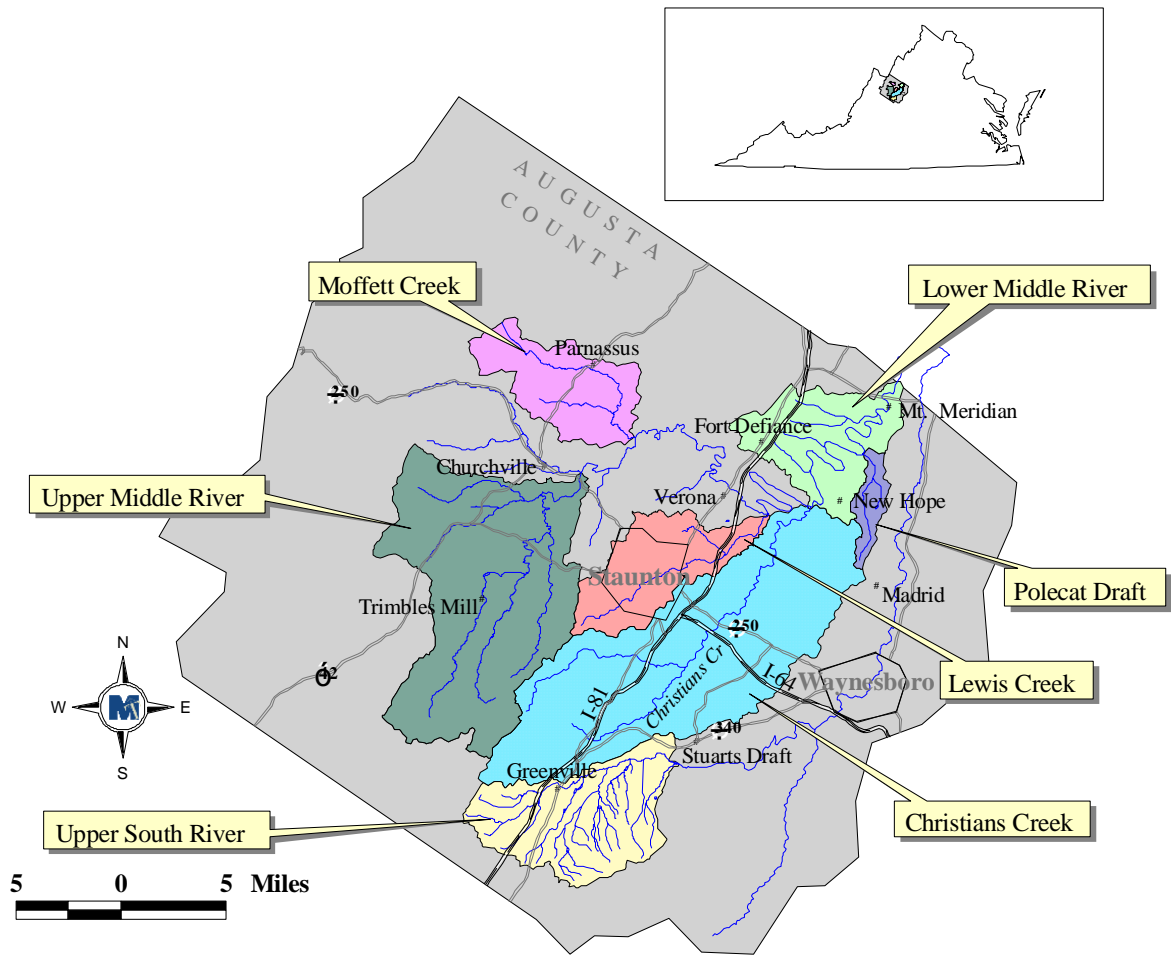 AUGUSTA
COUNTY
Moffett Creek
Lower Middle River
Parnassus
250
Mt. Meridian
Fort Defiance
Churchville
Upper Middle River
Verona
New Hope
Staunton
Polecat Draft
Trimbles Mill
Madrid
250
42
I-64
Waynesboro
Lewis Creek
N
W
M
E
S
I-81
Christians Cr
340
Stuarts Draft
Greenville
Upper South River
Christians Creek
5 0 5 Miles